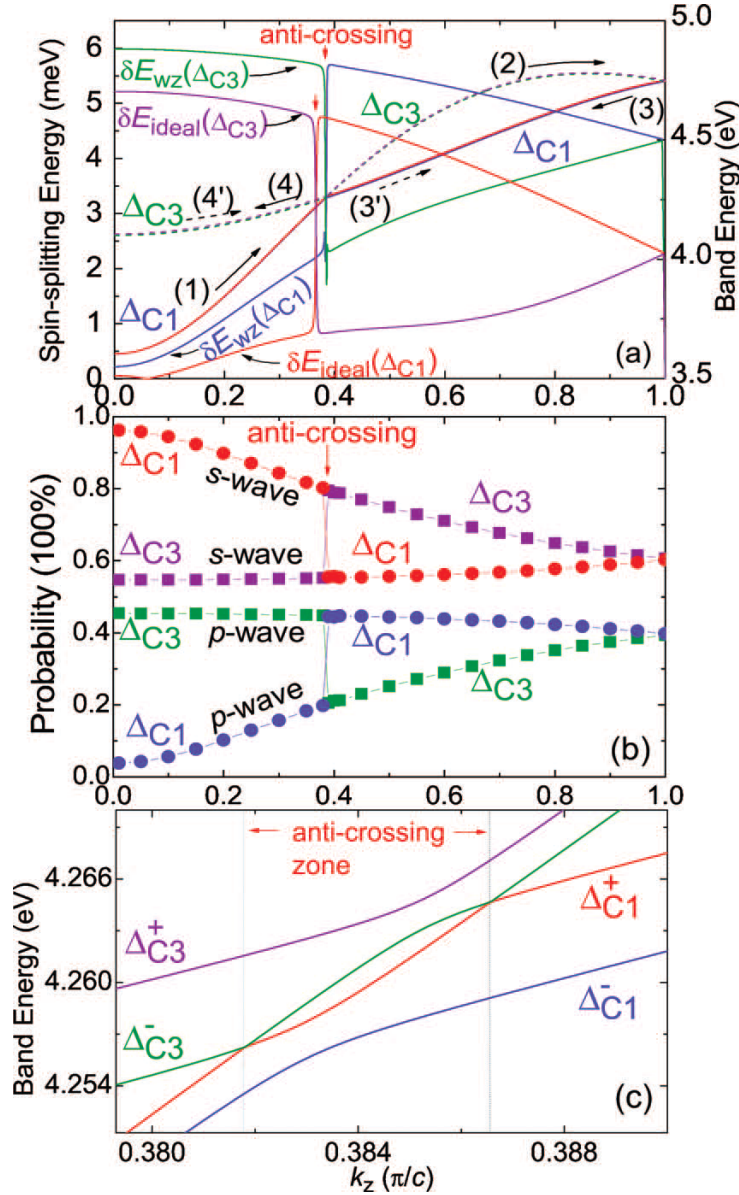 anti-crossing
Spin-splitting Energy (meV)
6
5
4
3
2
1
0
5.0
4.5
4.0
3.5
Band Energy (eV)
δE_wz(Δ_C3)
δE_ideal(Δ_C3)
(2)
Δ_C3
(3)
Δ_C1
Δ_C3
(4')
(4)
(3')
(1)
Δ_C1
δE_wz(Δ_C1)
δE_ideal(Δ_C1)
(a)
0.0 0.2 0.4 0.6 0.8 1.0
Probability (100%)
1.0
0.8
0.6
0.4
0.2
0.0
anti-crossing
Δ_C1
s-wave
Δ_C3
Δ_C3
s-wave
Δ_C1
Δ_C3
p-wave
Δ_C1
p-wave
Δ_C3
Δ_C1
(b)
0.0 0.2 0.4 0.6 0.8 1.0
Band Energy (eV)
4.266
4.260
4.254
anti-crossing
zone
Δ⁺_C3
Δ⁺_C1
Δ⁻_C3
Δ⁻_C1
(c)
0.380 0.384 0.388
k_z (π/c)